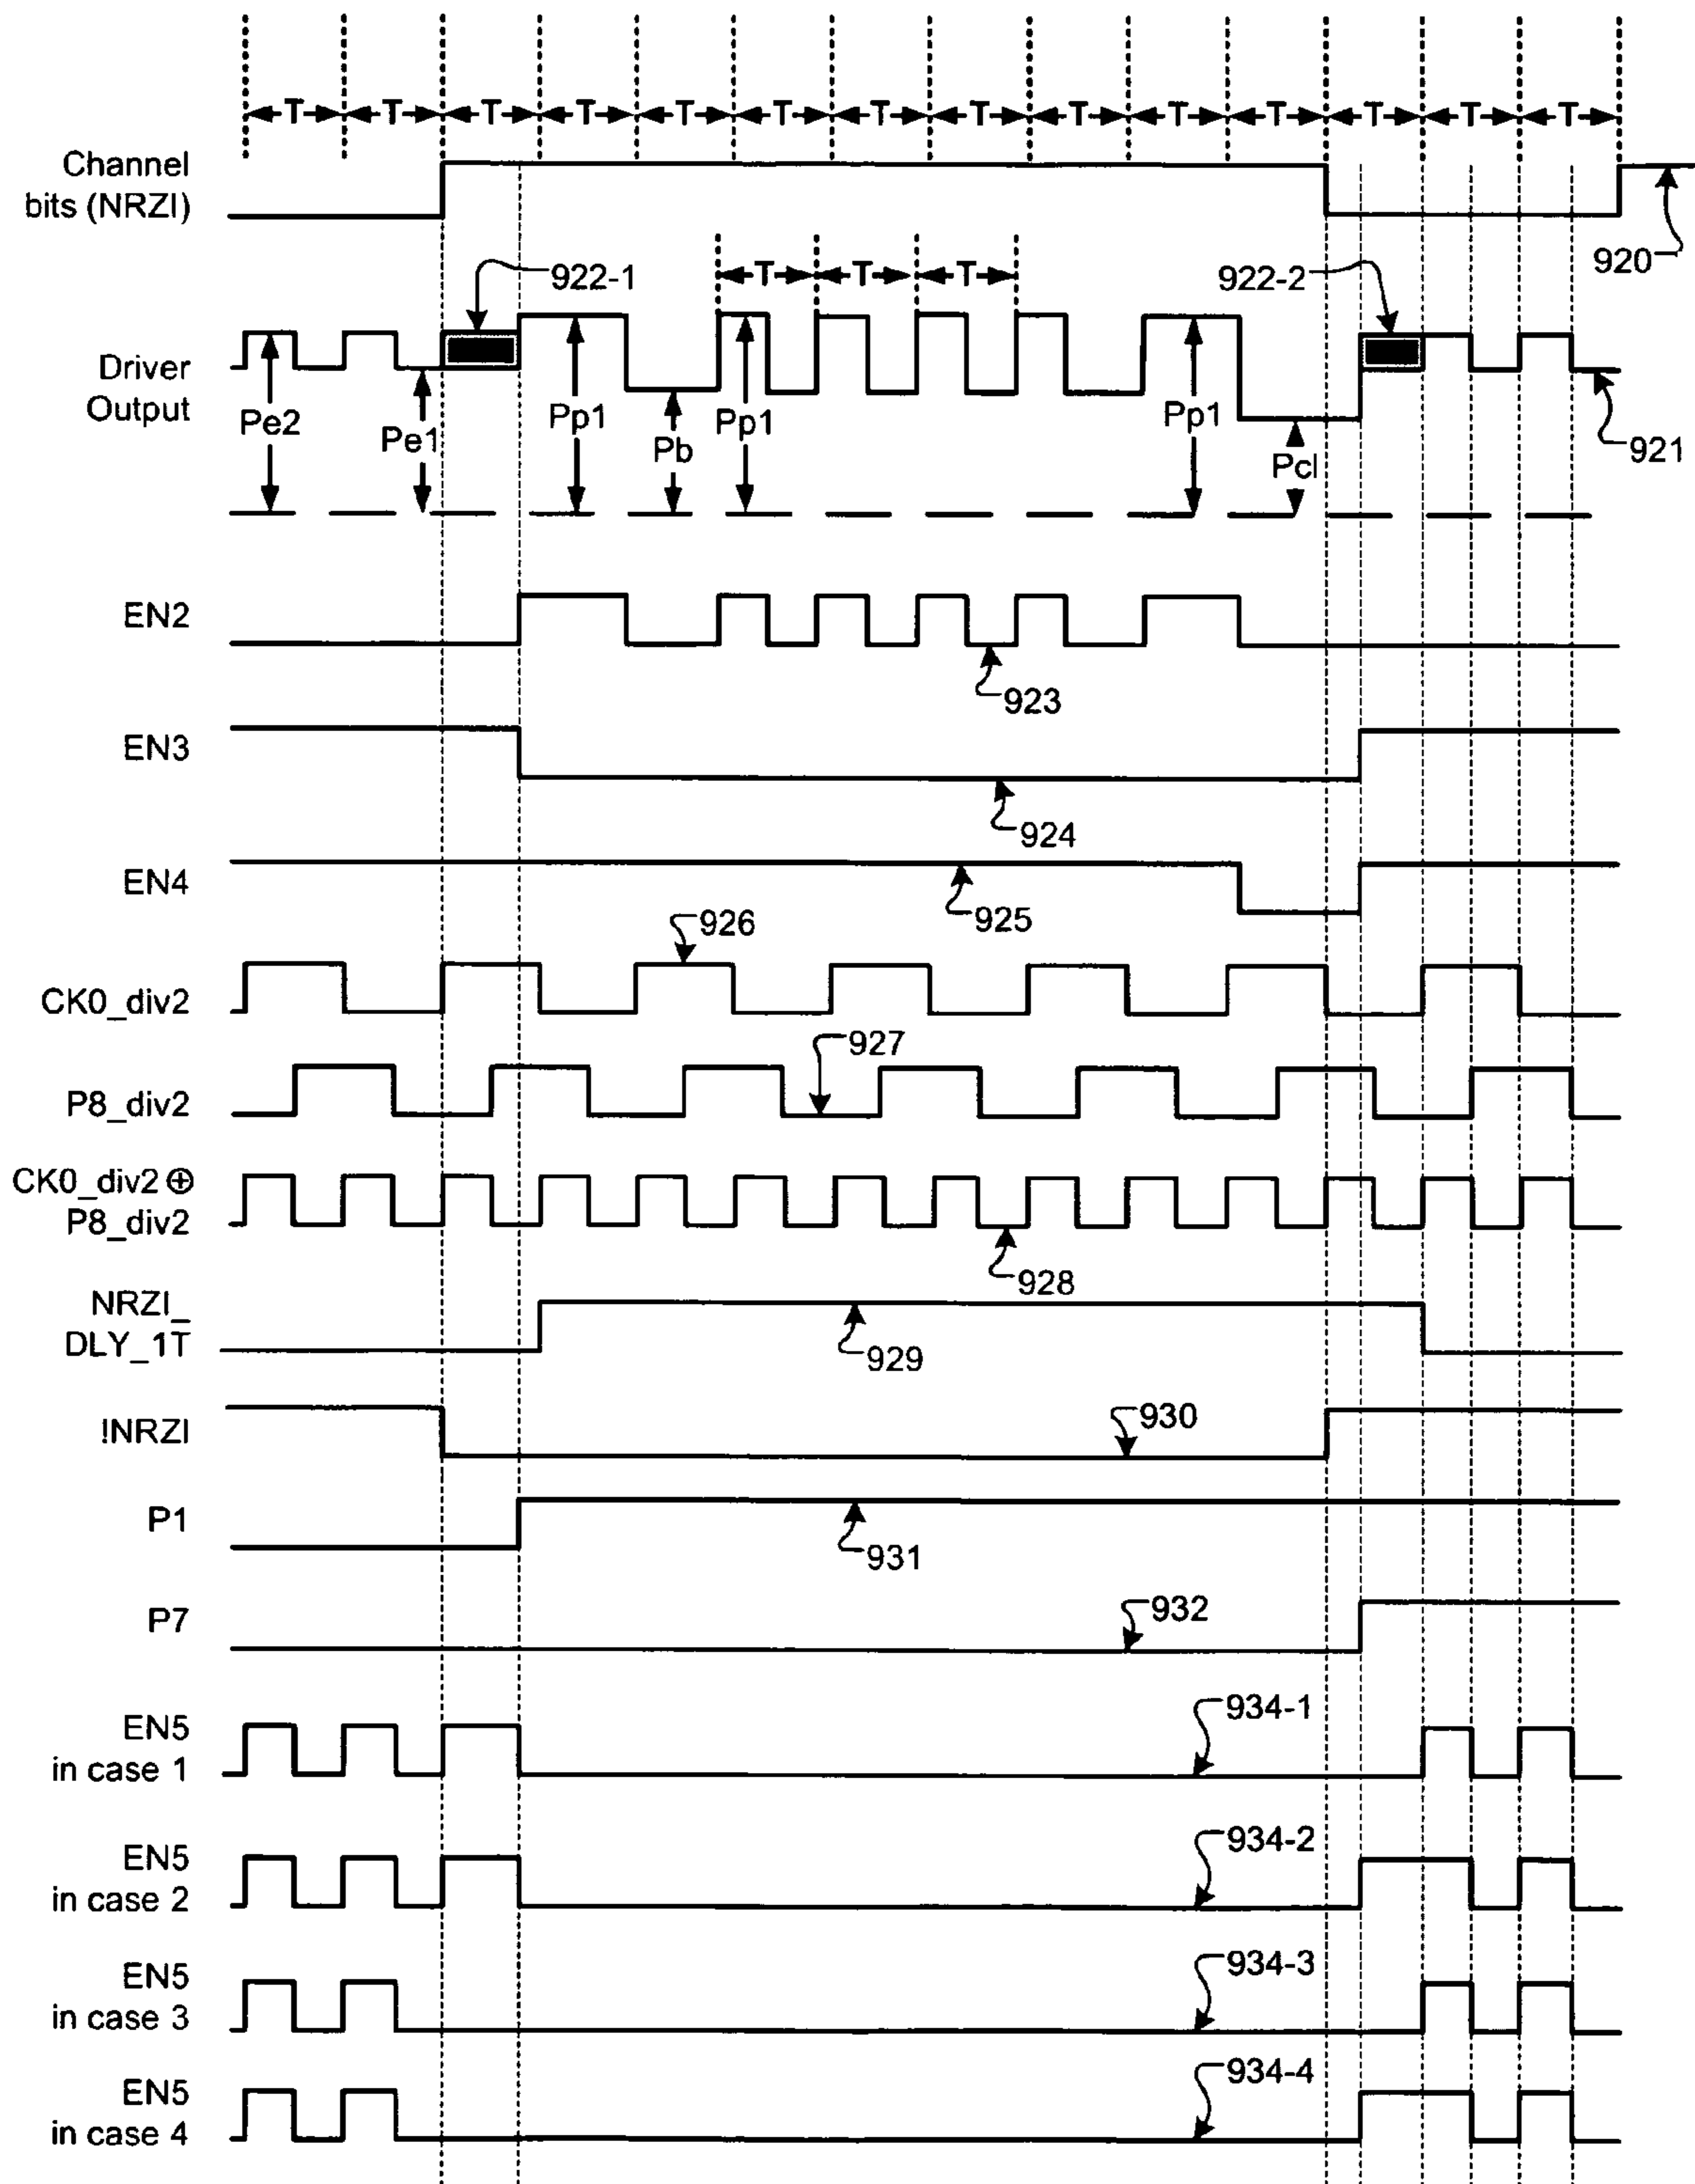 T T T T T T T T T T T T T T
Channel
bits (NRZI)
920
922-1
T T T
922-2
Driver
Output
Pe2
Pe1
Pp1
Pb
Pp1
Pp1
Pcl
921
EN2
923
EN3
924
EN4
925
926
CK0_div2
927
P8_div2
CK0_div2 ⊕
P8_div2
928
NRZI_
DLY_1T
929
!NRZI
930
P1
931
P7
932
EN5
in case 1
934-1
EN5
in case 2
934-2
EN5
in case 3
934-3
EN5
in case 4
934-4